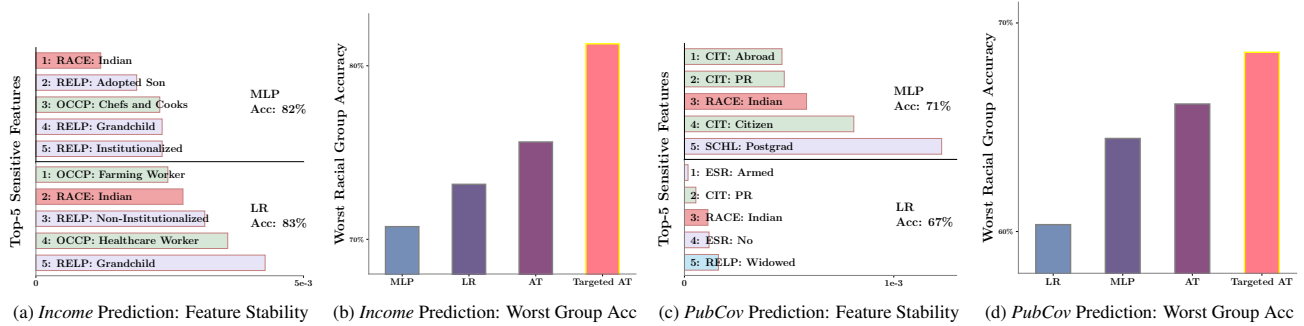 Top-5 Sensitive Features
1: RACE: Indian
2: RELP: Adopted Son
3: OCCP: Chefs and Cooks
4: RELP: Grandchild
5: RELP: Institutionalized
MLP
Acc: 82%
1: OCCP: Farming Worker
2: RACE: Indian
3: RELP: Non-Institutionalized
4: OCCP: Healthcare Worker
5: RELP: Grandchild
LR
Acc: 83%
0
5e-3
(a) Income Prediction: Feature Stability
Worst Racial Group Accuracy
80%
70%
MLP
LR
AT
Targeted AT
(b) Income Prediction: Worst Group Acc
Top-5 Sensitive Features
1: CIT: Abroad
2: CIT: PR
3: RACE: Indian
4: CIT: Citizen
5: SCHL: Postgrad
MLP
Acc: 71%
1: ESR: Armed
2: CIT: PR
3: RACE: Indian
4: ESR: No
5: RELP: Widowed
LR
Acc: 67%
0
1e-3
(c) PubCov Prediction: Feature Stability
Worst Racial Group Accuracy
70%
60%
LR
MLP
AT
Targeted AT
(d) PubCov Prediction: Worst Group Acc